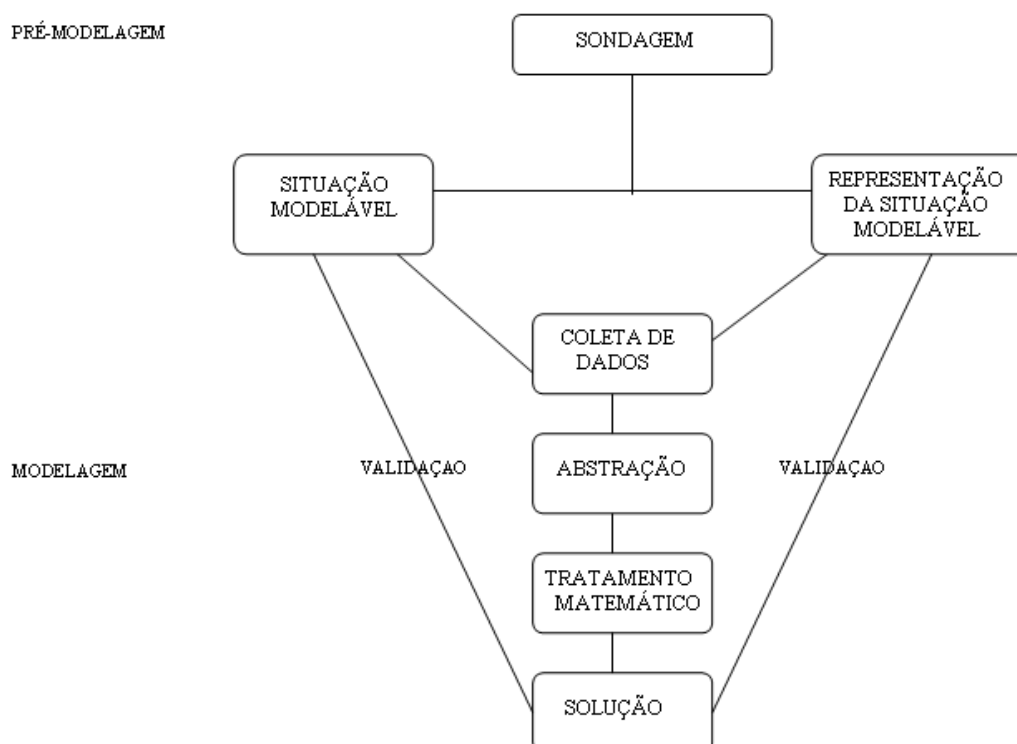 PRÉ-MODELAGEM
SONDAGEM
SITUAÇÃO
MODELÁVEL
REPRESENTAÇÃO
DA SITUAÇÃO
MODELÁVEL
COLETA DE
DADOS
MODELAGEM
VALIDAÇAO
ABSTRAÇÃO
VALIDAÇAO
TRATAMENTO
MATEMÁTICO
SOLUÇÃO